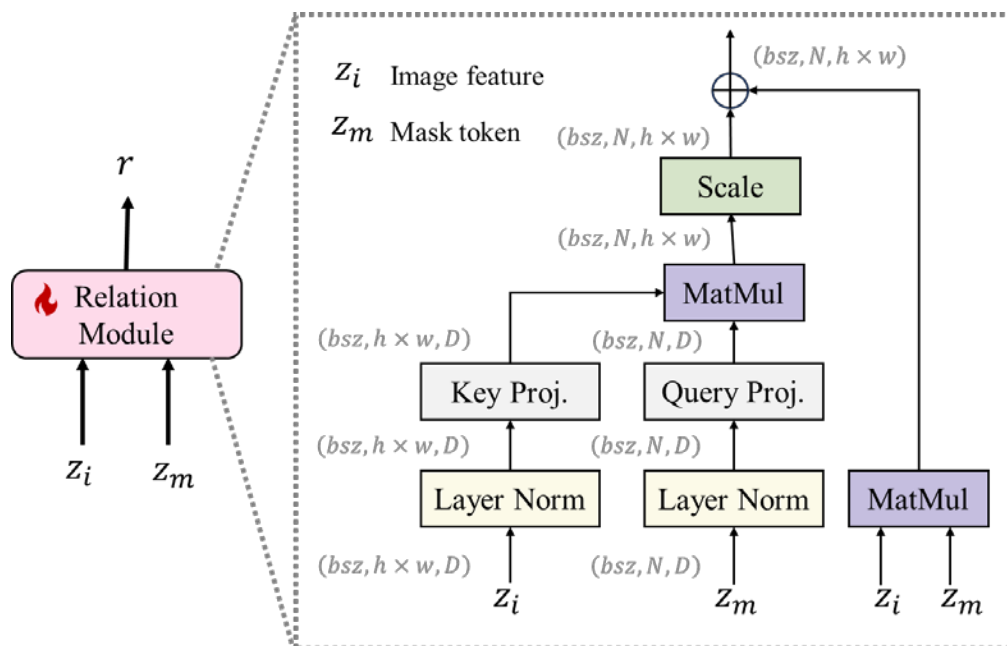 z_i Image feature
z_m Mask token
(bsz, N, h × w)
(bsz, N, h × w)
Scale
(bsz, N, h × w)
MatMul
(bsz, h × w, D)
(bsz, N, D)
Key Proj.
Query Proj.
(bsz, h × w, D)
(bsz, N, D)
Layer Norm
Layer Norm
MatMul
(bsz, h × w, D)
(bsz, N, D)
z_i
z_m
z_i
z_m
r
Relation
Module
z_i
z_m